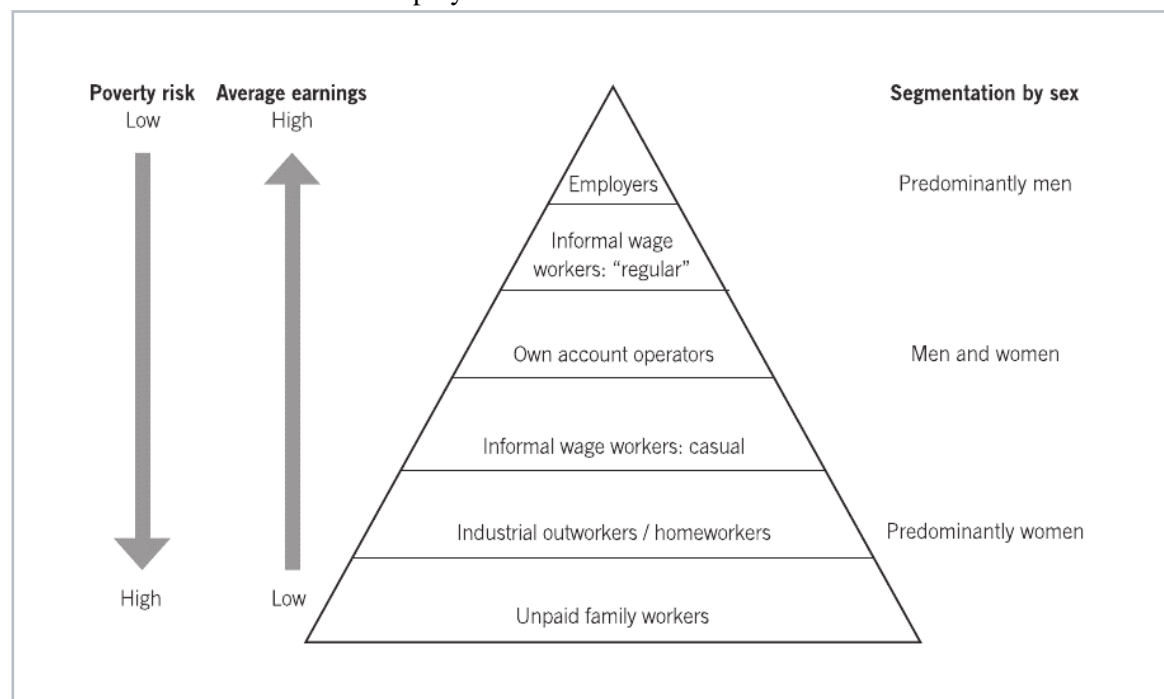 Poverty risk
Average earnings
Segmentation by sex
Low
High
Employers
Predominantly men
Informal wage
workers: “regular”
Own account operators
Men and women
Informal wage workers: casual
Industrial outworkers / homeworkers
Predominantly women
High
Low
Unpaid family workers